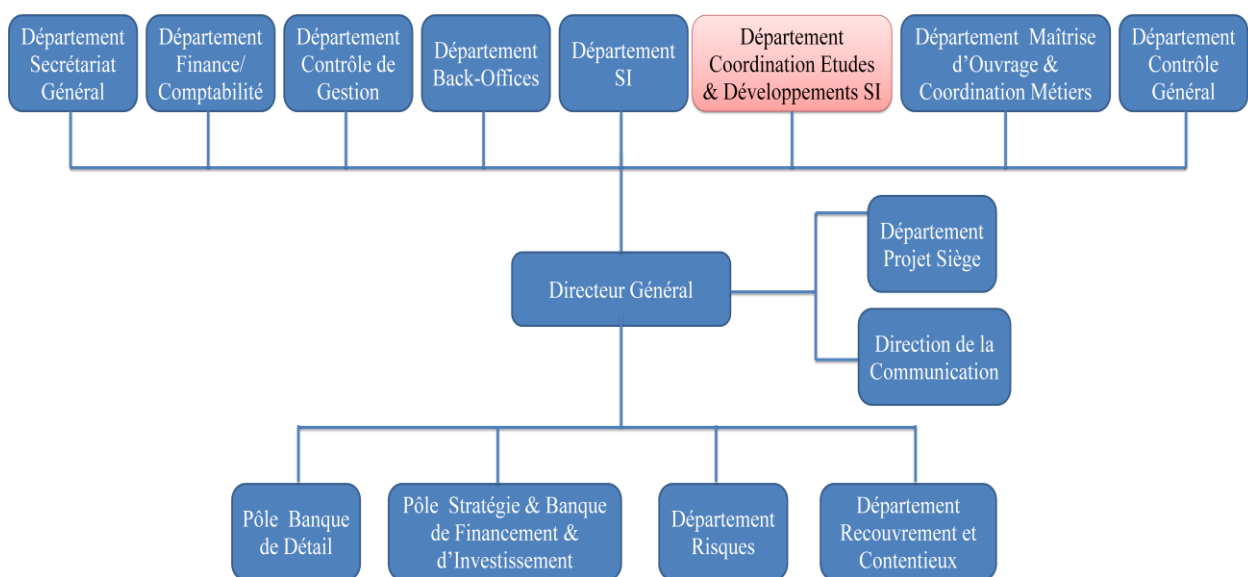 Département
Secrétariat
Général
Département
Finance/
Comptabilité
Département
Contrôle de
Gestion
Département
Back-Offices
Département
SI
Département
Coordination Etudes
& Développements SI
Département Maîtrise
d’Ouvrage &
Coordination Métiers
Département
Contrôle
Général
Département
Projet Siège
Directeur Général
Direction de la
Communication
Pôle Banque
de Détail
Pôle Stratégie & Banque
de Financement &
d’Investissement
Département
Risques
Département
Recouvrement et
Contentieux